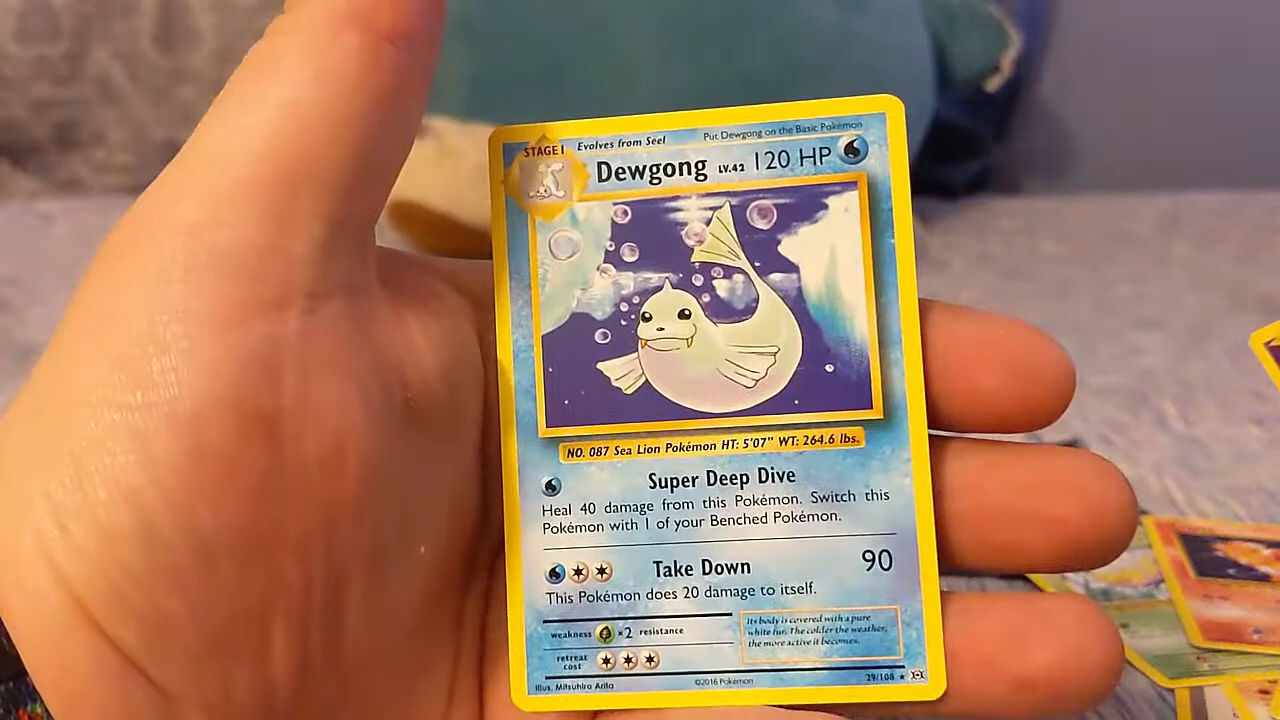 STAGE 1 Evolves from Seel Put Dewgong on the Basic Pokémon
Dewgong LV.42 120 HP
NO. 087 Sea Lion Pokémon HT: 5'07" WT: 264.6 lbs.
Super Deep Dive
Heal 40 damage from this Pokémon. Switch this
Pokémon with 1 of your Benched Pokémon.
Take Down 90
This Pokémon does 20 damage to itself.
weakness ×2 resistance
retreat
cost
Its body is covered with a pure
white fur. The colder the weather,
the more active it becomes.
Illus. Mitsuhiro Arita ©2016 Pokémon 29/108 ★